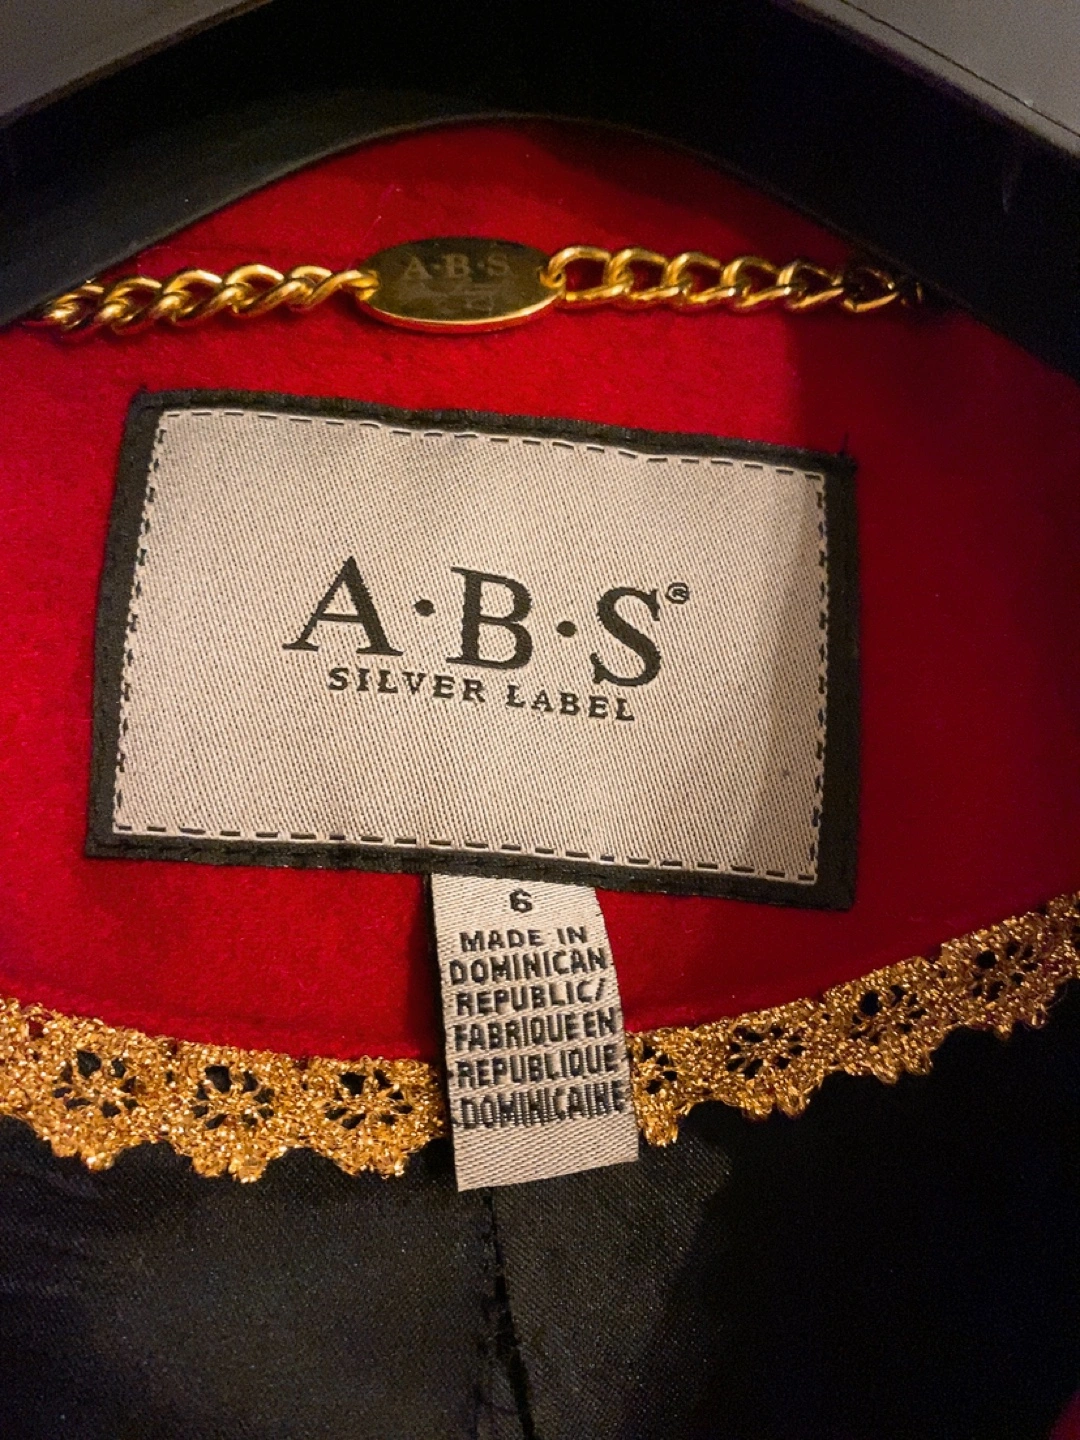 A·B·S
A·B·S®
SILVER LABEL
6
MADE IN
DOMINICAN
REPUBLIC/
FABRIQUE EN
REPUBLIQUE
DOMINICAINE